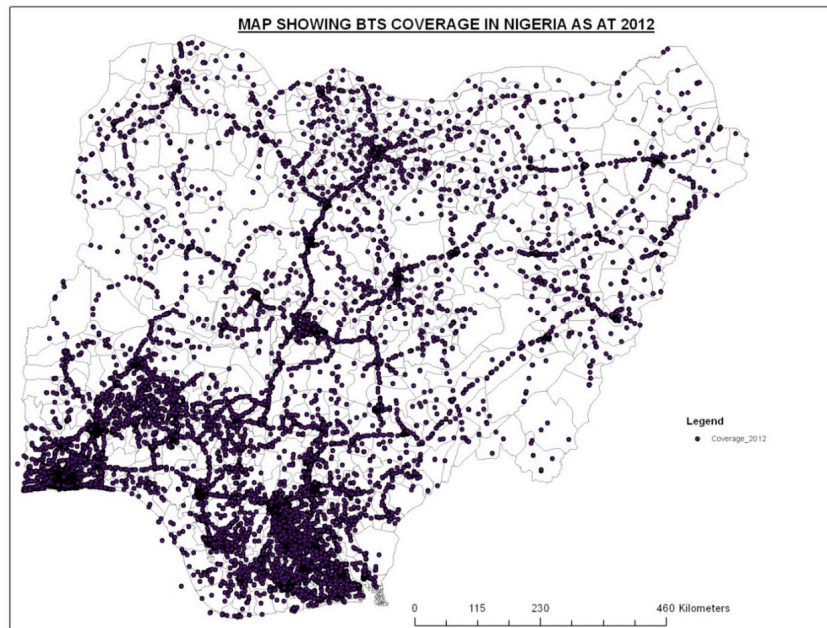 MAP SHOWING BTS COVERAGE IN NIGERIA AS AT 2012
Legend
Coverage_2012
0 115 230 460 Kilometers